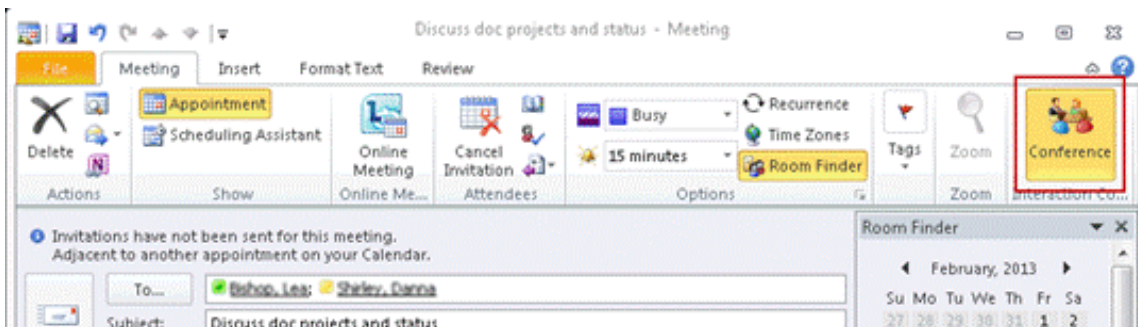 Discuss doc projects and status - Meeting
File Meeting Insert Format Text Review
Delete
Actions
Appointment
Scheduling Assistant
Show
Online
Meeting
Online Me...
Cancel
Invitation
Attendees
Busy
15 minutes
Recurrence
Time Zones
Room Finder
Options
Tags
Zoom
Zoom
Conference
Interaction Co...
Invitations have not been sent for this meeting.
Adjacent to another appointment on your Calendar.
To... Bishop, Lea; Shirley, Danna
Subject: Discuss doc projects and status
Room Finder
February, 2013
Su Mo Tu We Th Fr Sa
27 28 29 30 31 1 2